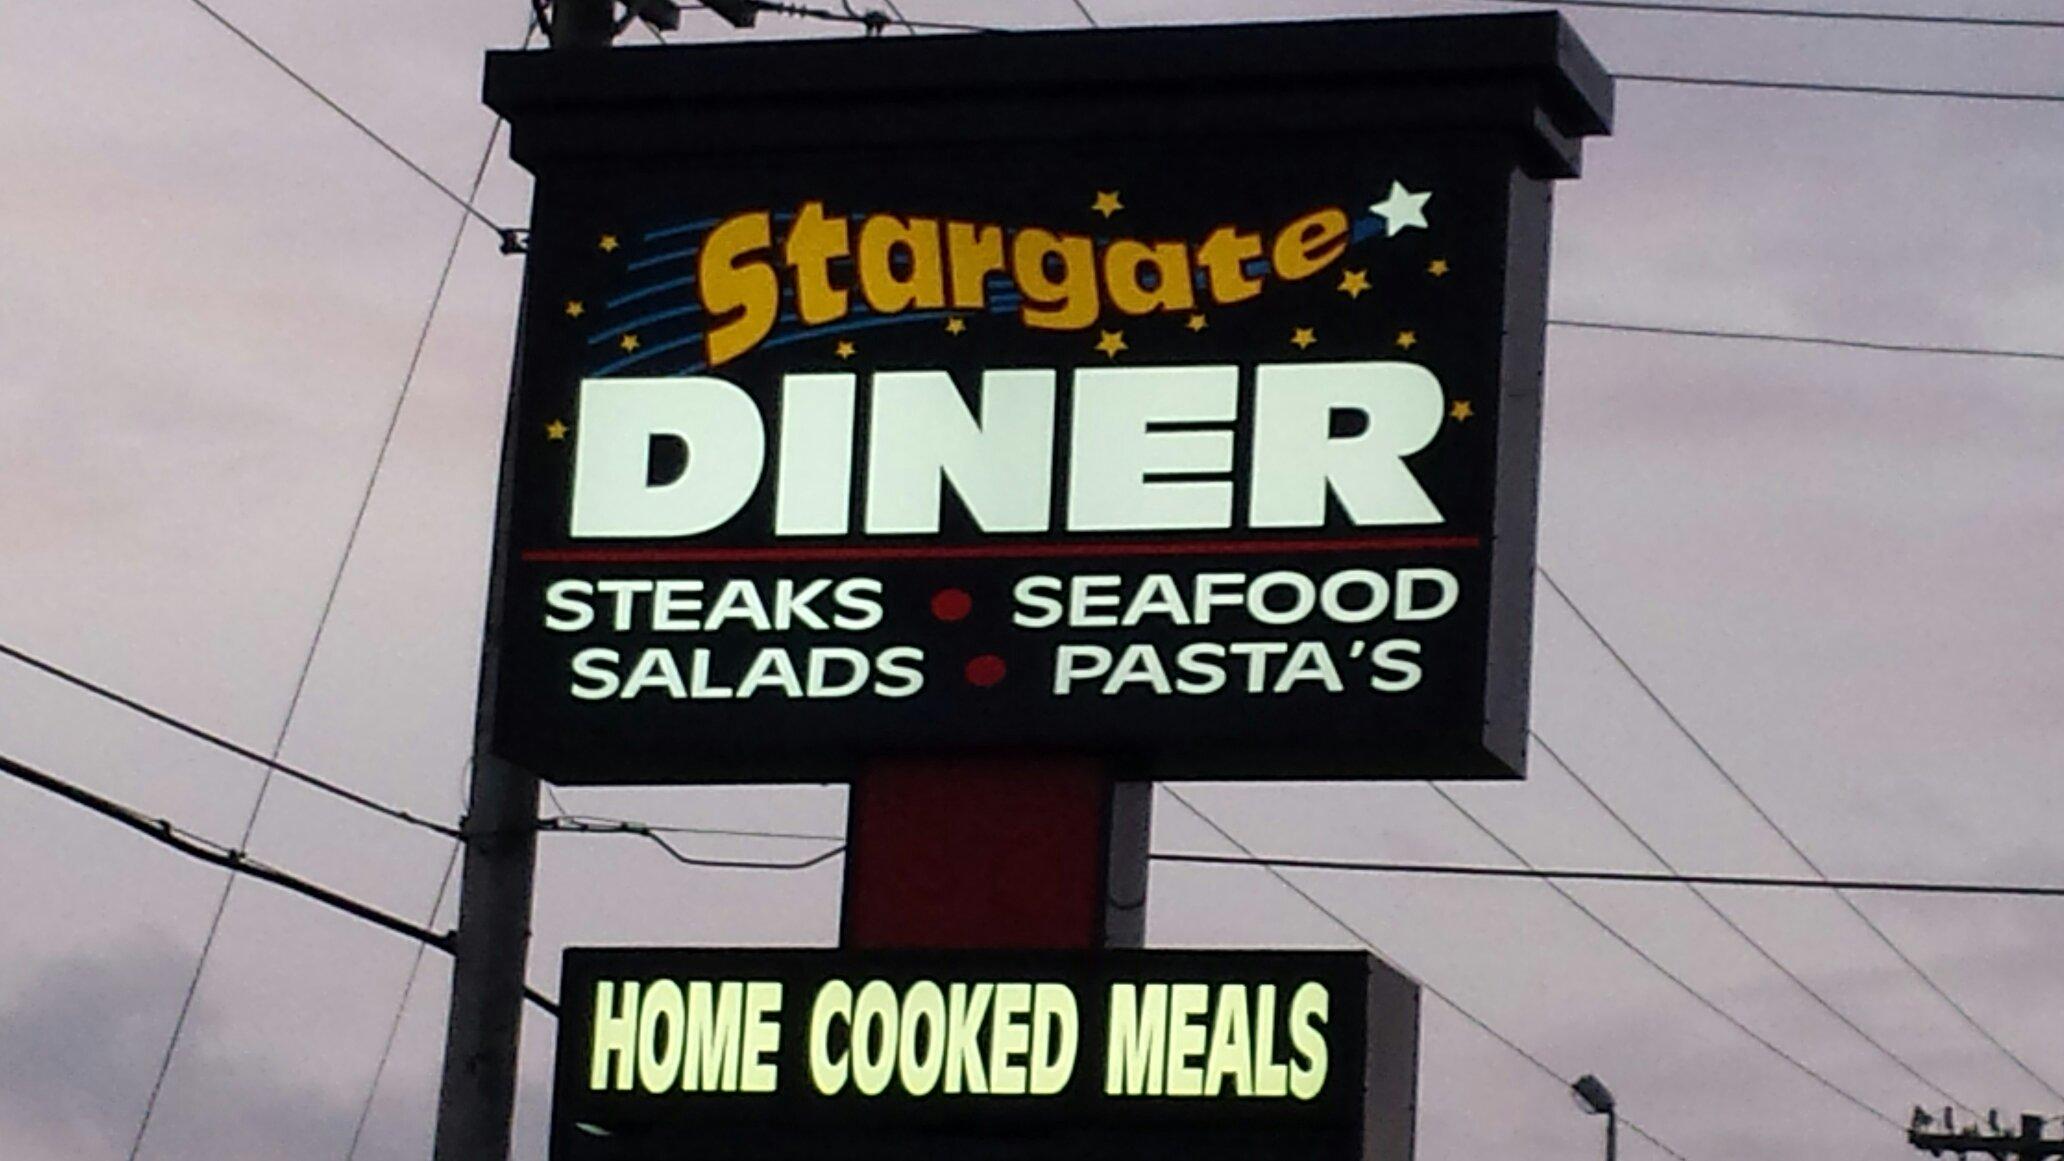 Stargate
DINER
STEAKS • SEAFOOD
SALADS • PASTA'S
HOME COOKED MEALS